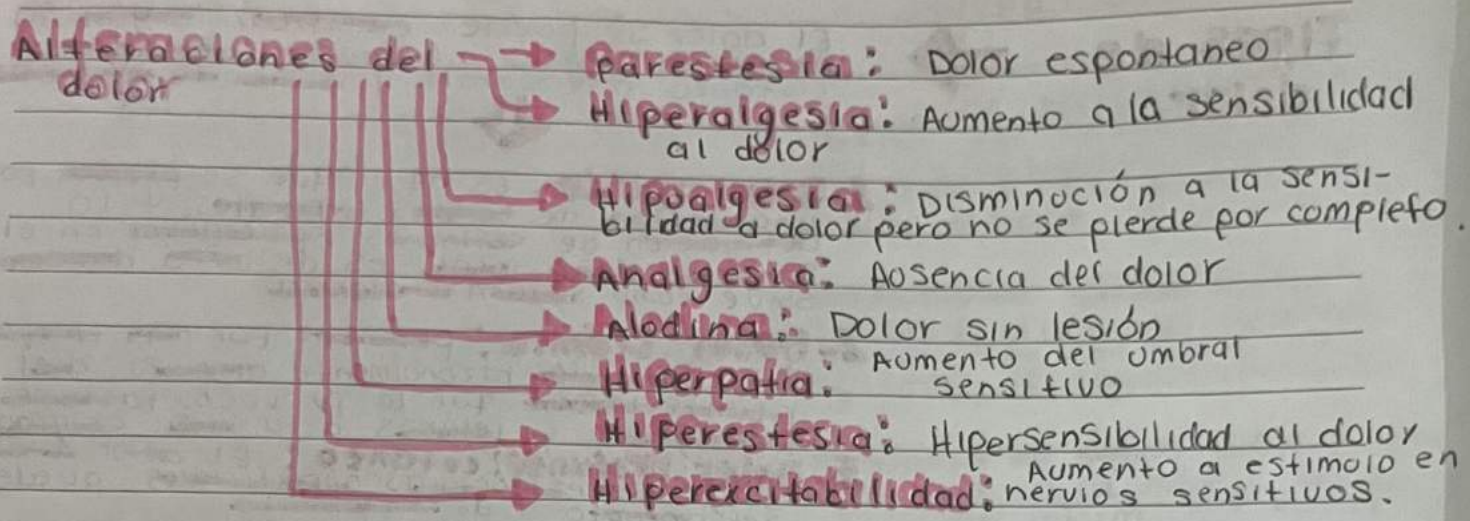 Alteraciones del
dolor
Parestesia: Dolor espontaneo
Hiperalgesia: Aumento a la sensibilidad
al dolor
Hipoalgesia: Disminución a la sensi-
bilidad a dolor pero no se pierde por completo.
Analgesia: Ausencia del dolor
Alodina: Dolor sin lesión
Hiperpatia: Aumento del umbral
sensitivo
Hiperestesia: Hipersensibilidad al dolor
Hiperexcitabilidad: Aumento a estimulo en
nervios sensitivos.